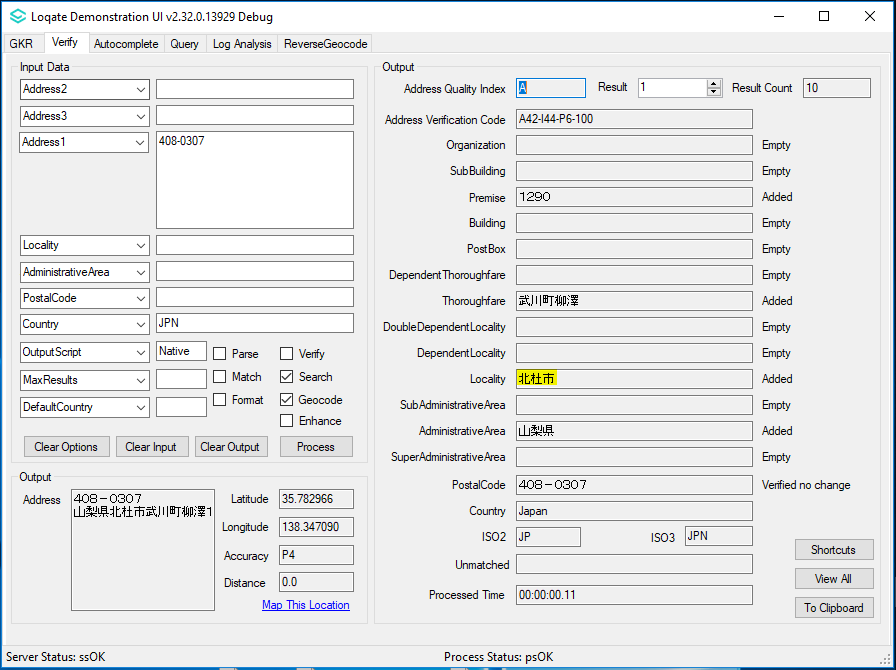 Loqate Demonstration UI v2.32.0.13929 Debug
GKR Verify Autocomplete Query Log Analysis ReverseGeocode
Input Data
Address2
Address3
Address1 408-0307
Locality
AdministrativeArea
PostalCode
Country JPN
OutputScript Native Parse Verify
MaxResults Match Search
DefaultCountry Format Geocode
Enhance
Clear Options Clear Input Clear Output Process
Output
Address 408－0307
山梨県北杜市武川町柳澤1
Latitude 35.782966
Longitude 138.347090
Accuracy P4
Distance 0.0
Map This Location
Output
Address Quality Index A Result 1 Result Count 10
Address Verification Code A42-I44-P6-100
Organization Empty
SubBuilding Empty
Premise 1290 Added
Building Empty
PostBox Empty
DependentThoroughfare Empty
Thoroughfare 武川町柳澤 Added
DoubleDependentLocality Empty
DependentLocality Empty
Locality 北杜市 Added
SubAdministrativeArea Empty
AdministrativeArea 山梨県 Added
SuperAdministrativeArea Empty
PostalCode 408－0307 Verified no change
Country Japan
ISO2 JP ISO3 JPN
Unmatched
Processed Time 00:00:00.11
Shortcuts
View All
To Clipboard
Server Status: ssOK Process Status: psOK